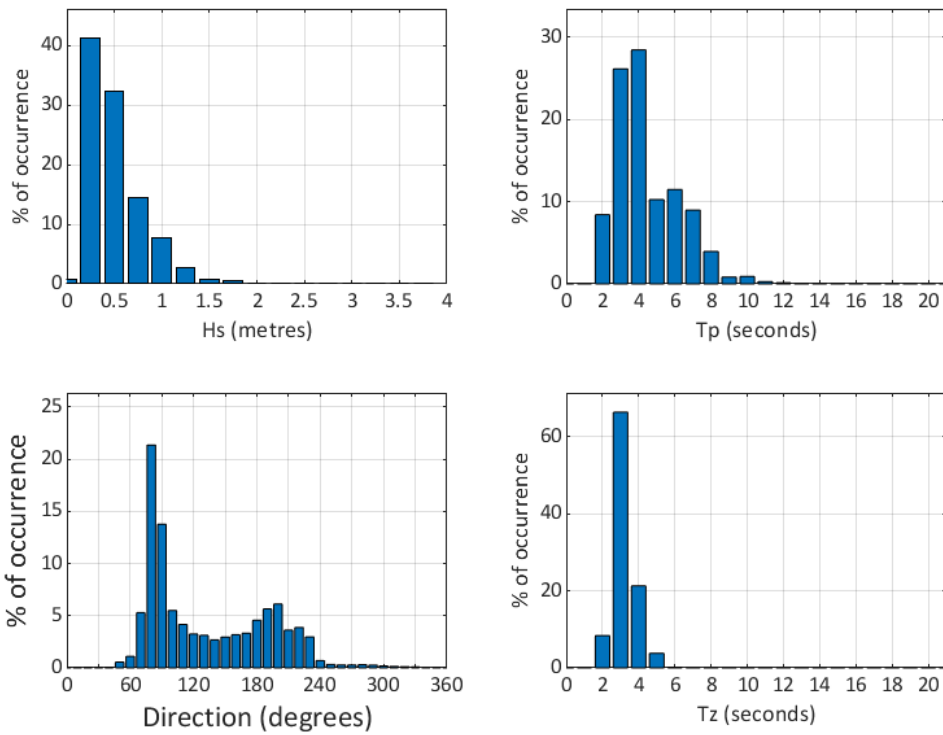 % of occurrence
40
30
20
10
0
0 0.5 1 1.5 2 2.5 3 3.5 4
Hs (metres)
% of occurrence
30
20
10
0
0 2 4 6 8 10 12 14 16 18 20
Tp (seconds)
% of occurrence
25
20
15
10
5
0
0 60 120 180 240 300 360
Direction (degrees)
% of occurrence
60
40
20
0
0 2 4 6 8 10 12 14 16 18 20
Tz (seconds)